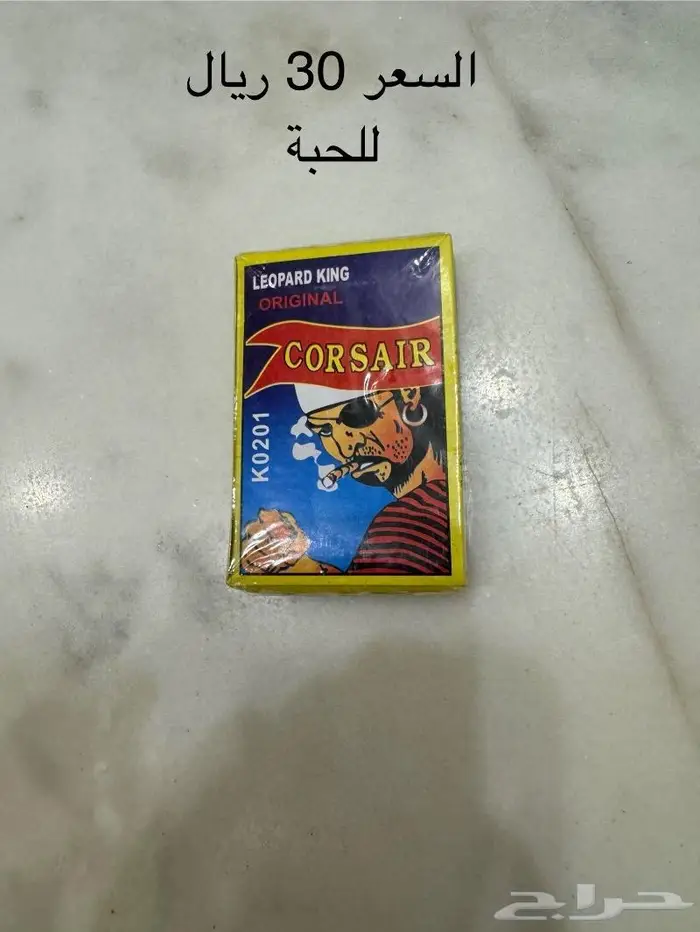 السعر 30 ريال
للحبة
LEOPARD KING
ORIGINAL
CORSAIR
K0201
حراج